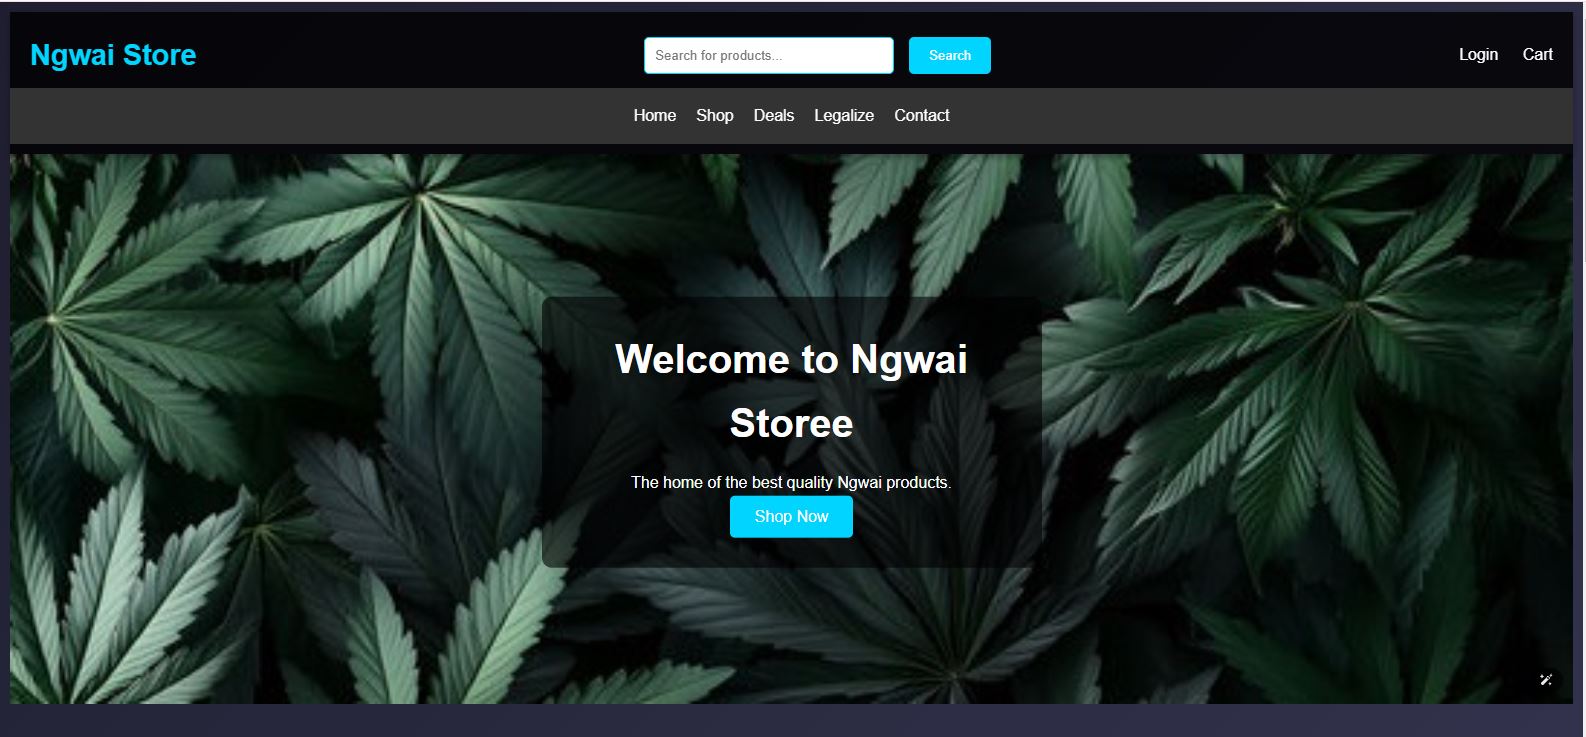 Ngwai Store
Search for products...
Search
Login
Cart
Home
Shop
Deals
Legalize
Contact
Welcome to Ngwai
Storee
The home of the best quality Ngwai products.
Shop Now